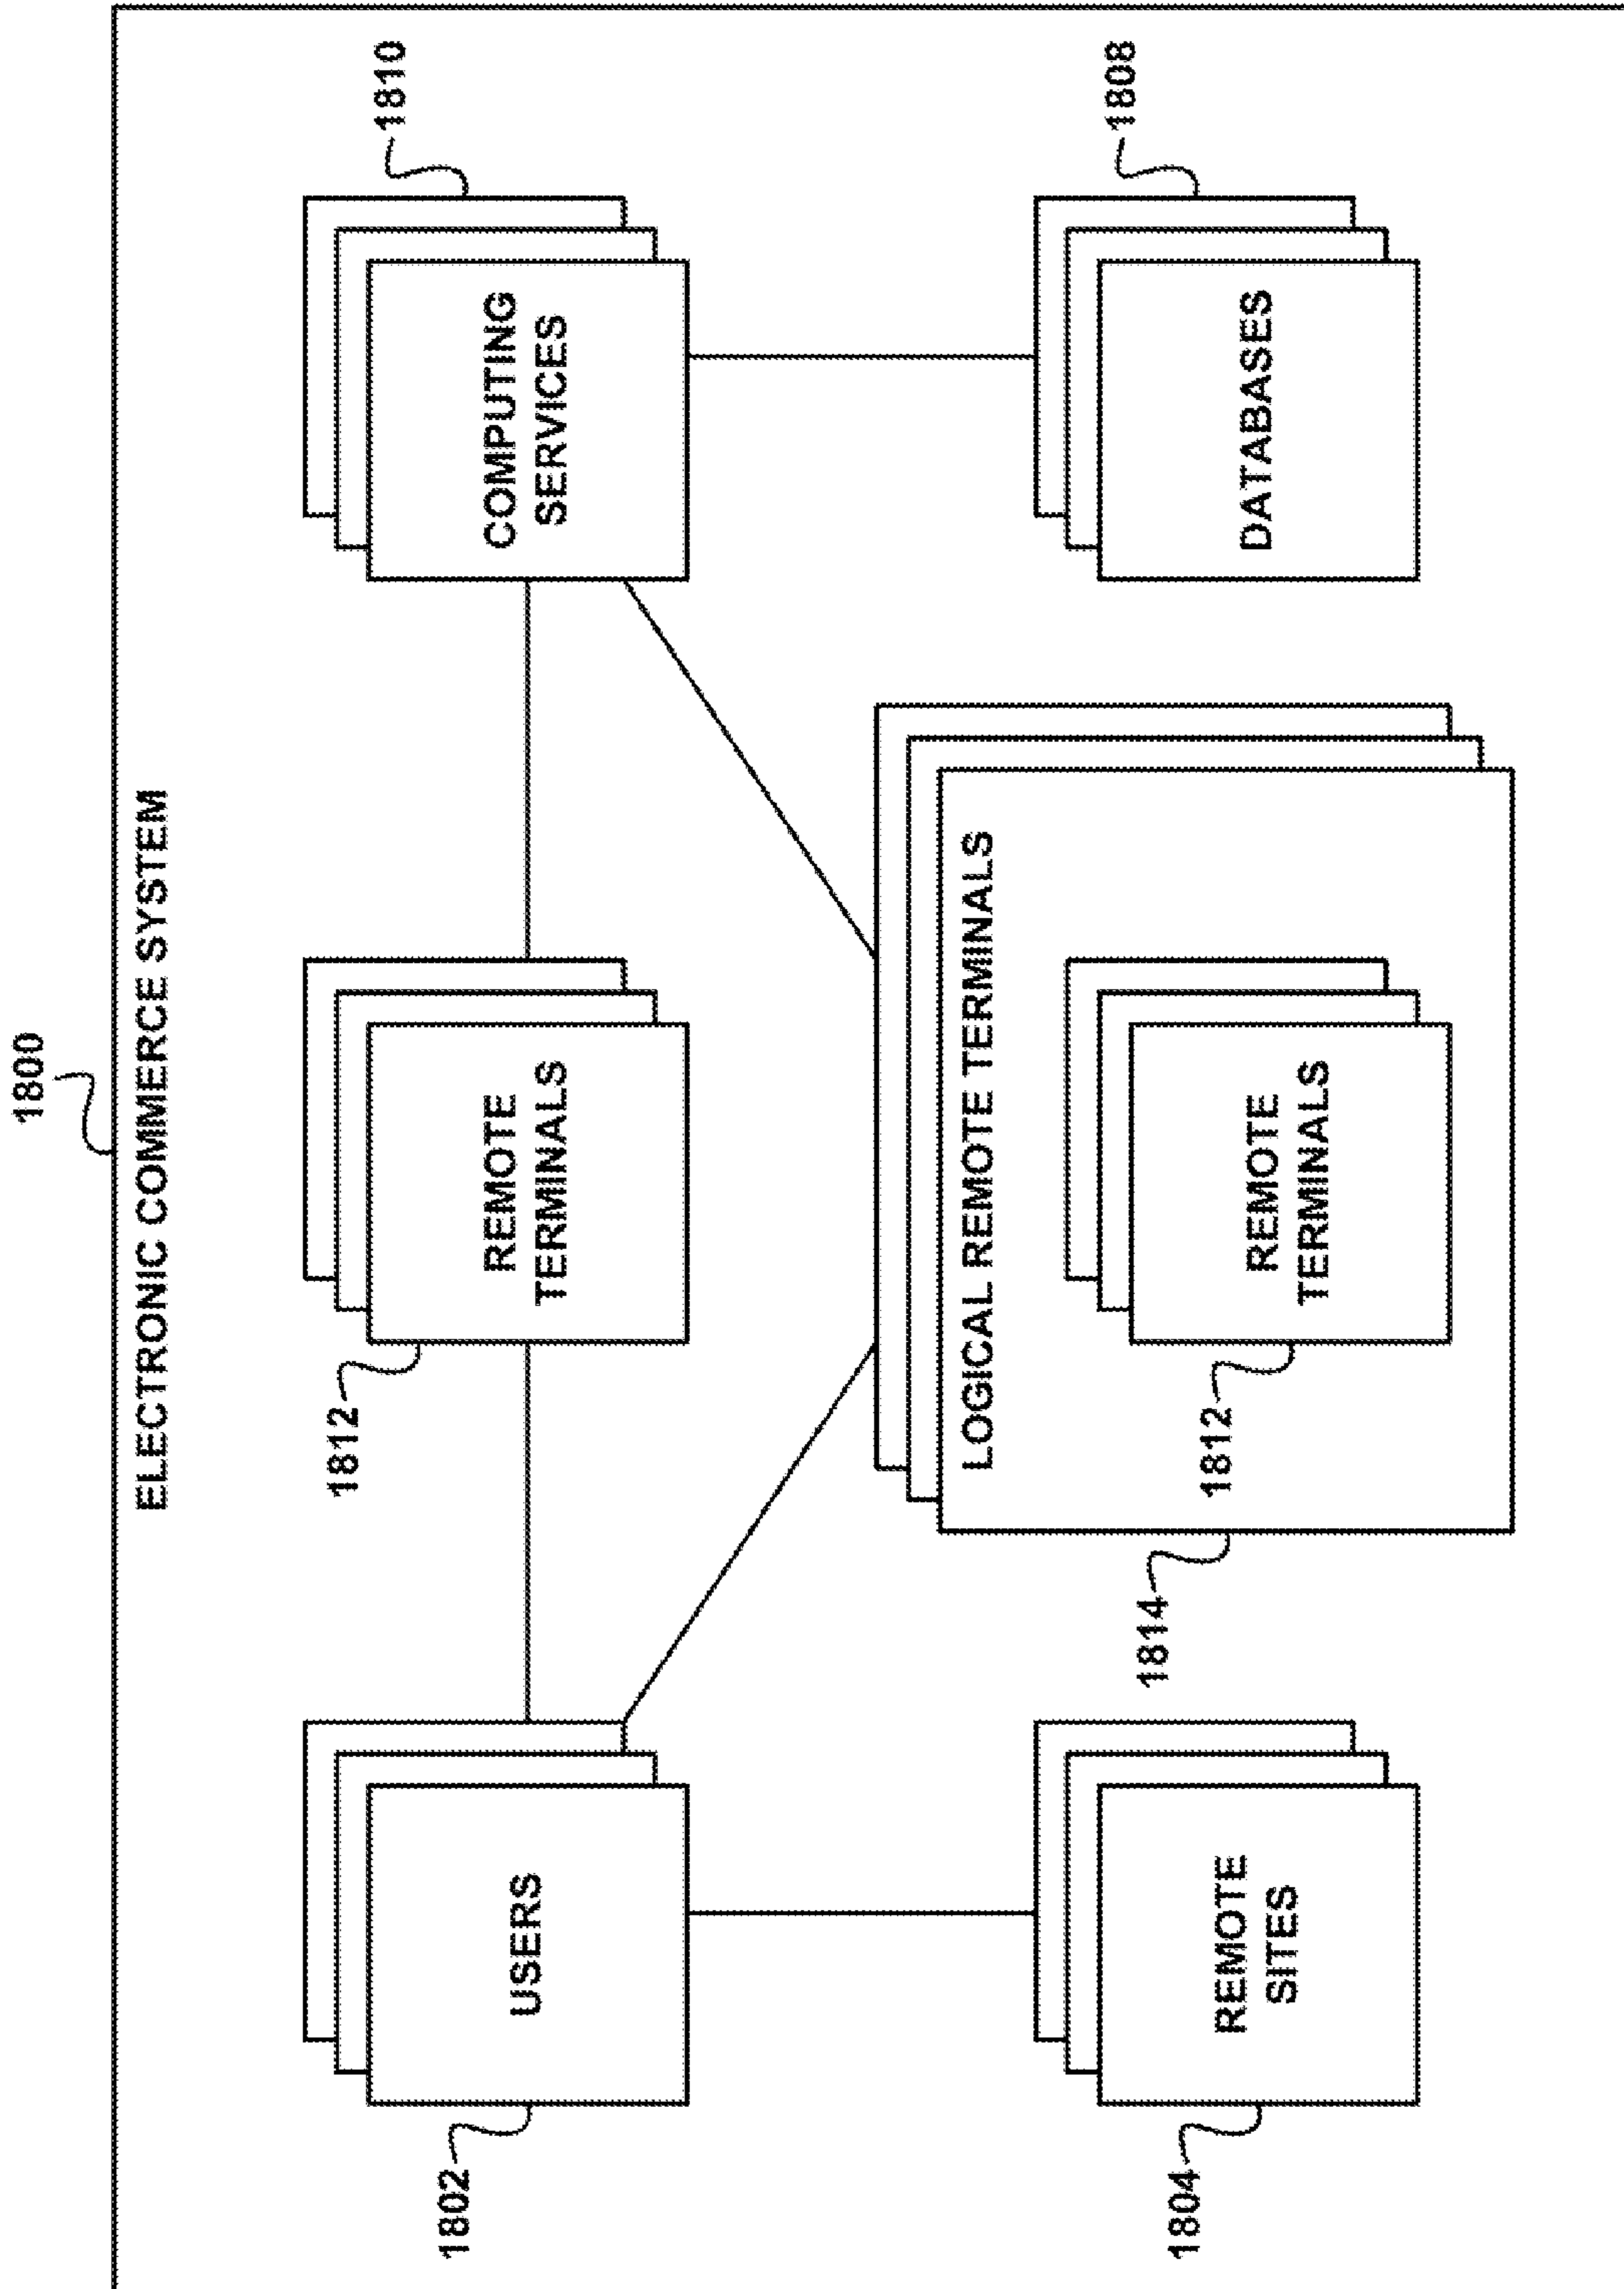 1800
ELECTRONIC COMMERCE SYSTEM
1802
USERS
1812
REMOTE
TERMINALS
COMPUTING
SERVICES
1810
1804
REMOTE
SITES
1814
LOGICAL REMOTE TERMINALS
1812
REMOTE
TERMINALS
DATABASES
1808